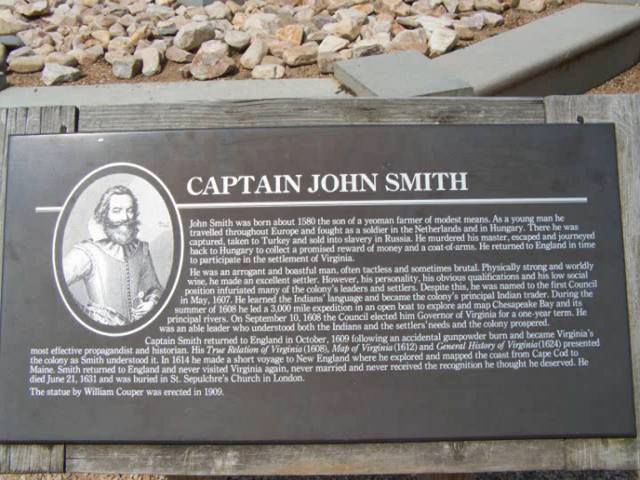 CAPTAIN JOHN SMITH
John Smith was born about 1580 the son of a yeoman farmer of modest means. As a young man he
travelled throughout Europe and fought as a soldier in the Netherlands and in Hungary. There he was
captured, taken to Turkey and sold into slavery in Russia. He murdered his master, escaped and journeyed
back to Hungary to collect a promised reward of money and a coat-of-arms. He returned to England in time
to participate in the settlement of Virginia.
He was an arrogant and boastful man, often tactless and sometimes brutal. Physically strong and worldly
wise, he made an excellent settler. However, his personality, his obvious qualifications and his low social
position infuriated many of the colony's leaders and settlers. Despite this, he was named to the first Council
in May, 1607. He learned the Indians' language and became the colony's principal Indian trader. During the
summer of 1608 he led a 3,000 mile expedition in an open boat to explore and map Chesapeake Bay and its
principal rivers. On September 10, 1608 the Council elected him Governor of Virginia for a one-year term. He
was an able leader who understood both the Indians and the settlers' needs and the colony prospered.
Captain Smith returned to England in October, 1609 following an accidental gunpowder burn and became Virginia's
most effective propagandist and historian. His True Relation of Virginia (1608), Map of Virginia (1612) and General History of Virginia (1624) presented
the colony as Smith understood it. In 1614 he made a short voyage to New England where he explored and mapped the coast from Cape Cod to
Maine. Smith returned to England and never visited Virginia again, never married and never received the recognition he thought he deserved. He
died June 21, 1631 and was buried in St. Sepulchre's Church in London.
The statue by William Couper was erected in 1909.